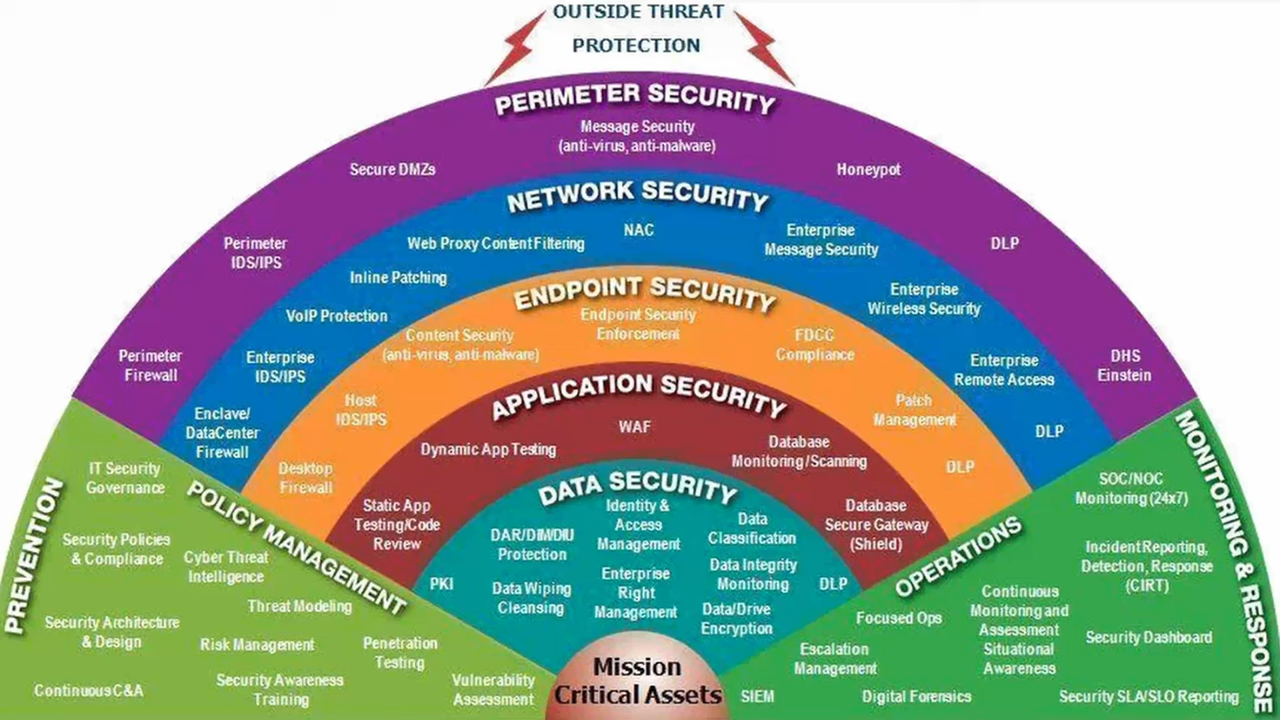 OUTSIDE THREAT
PROTECTION
PERIMETER SECURITY
Message Security
(anti-virus, anti-malware)
Secure DMZs
Honeypot
Perimeter
IDS/IPS
DLP
Perimeter
Firewall
DHS
Einstein
NETWORK SECURITY
NAC
Web Proxy Content Filtering
Enterprise
Message Security
Inline Patching
Enterprise
Wireless Security
VoIP Protection
Enterprise
IDS/IPS
Enterprise
Remote Access
Enclave/
DataCenter
Firewall
DLP
ENDPOINT SECURITY
Endpoint Security
Enforcement
Content Security
(anti-virus, anti-malware)
FDCC
Compliance
Host
IDS/IPS
Patch
Management
Desktop
Firewall
DLP
APPLICATION SECURITY
WAF
Dynamic App Testing
Database
Monitoring/Scanning
Static App
Testing/Code
Review
Database
Secure Gateway
(Shield)
DATA SECURITY
Identity &
Access
Management
DAR/DIM/DIU
Protection
Data
Classification
PKI
Data Wiping
Cleansing
Enterprise
Right
Management
Data Integrity
Monitoring
DLP
Data/Drive
Encryption
Mission
Critical Assets
PREVENTION
POLICY MANAGEMENT
IT Security
Governance
Security Policies
& Compliance
Cyber Threat
Intelligence
Threat Modeling
Security Architecture
& Design
Risk Management
Penetration
Testing
Continuous C&A
Security Awareness
Training
Vulnerability
Assessment
OPERATIONS
MONITORING & RESPONSE
SOC/NOC
Monitoring (24x7)
Incident Reporting,
Detection, Response
(CIRT)
Continuous
Monitoring and
Assessment
Situational
Awareness
Focused Ops
Security Dashboard
Escalation
Management
SIEM
Digital Forensics
Security SLA/SLO Reporting